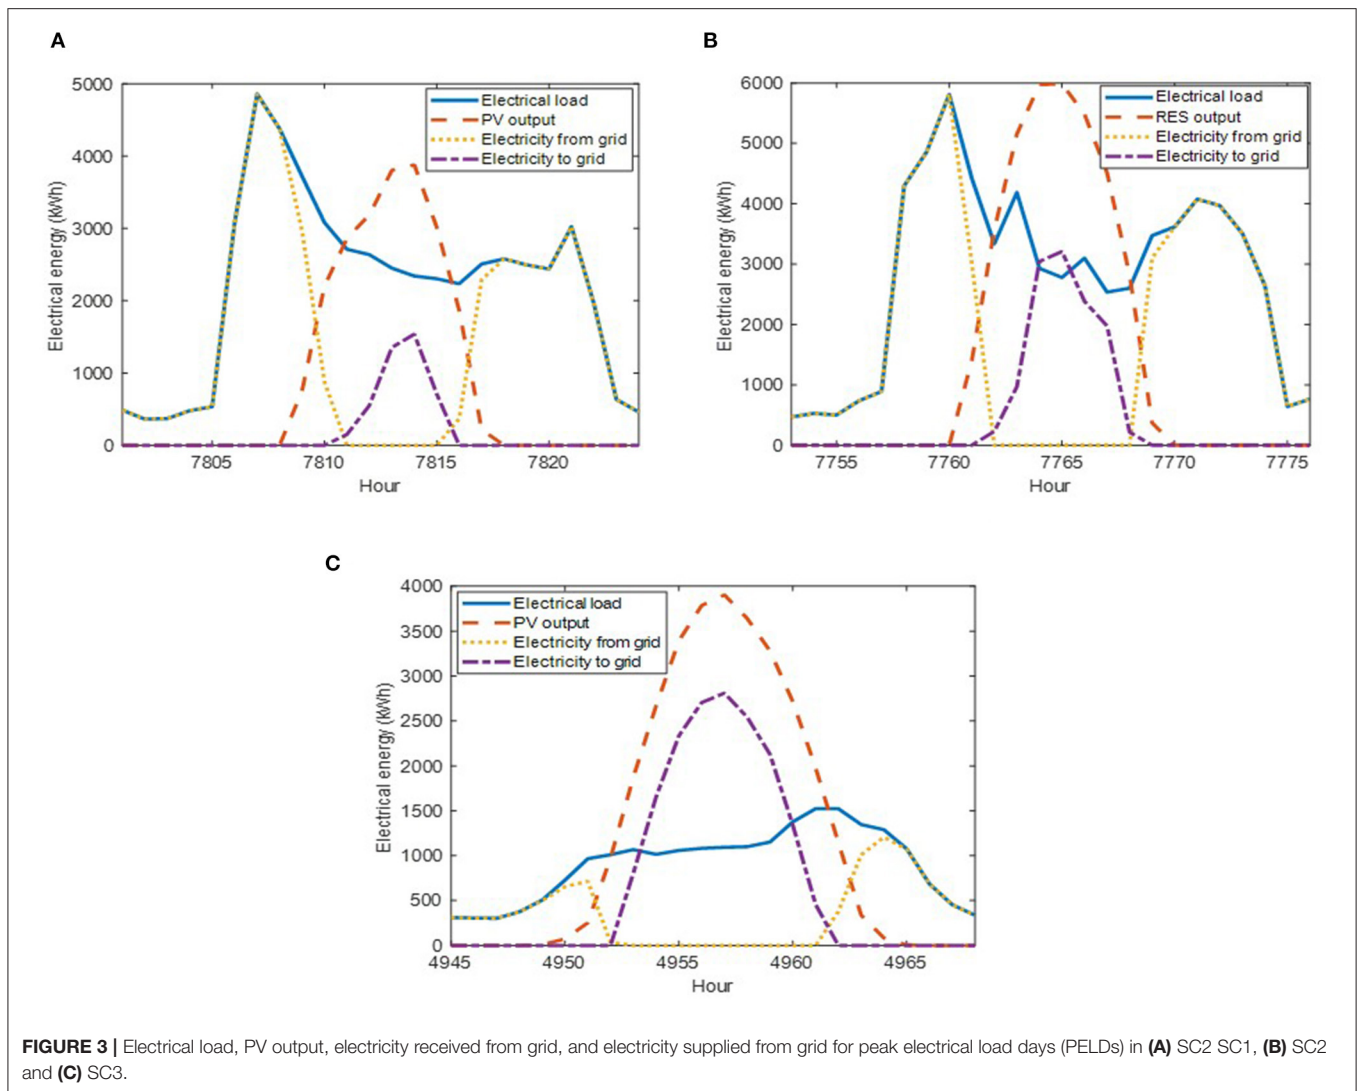 A
Electrical energy (kWh)
5000
4000
3000
2000
1000
0
Electrical load
PV output
Electricity from grid
Electricity to grid
7805 7810 7815 7820
Hour
B
Electrical energy (kWh)
6000
5000
4000
3000
2000
1000
0
Electrical load
RES output
Electricity from grid
Electricity to grid
7755 7760 7765 7770 7775
Hour
C
Electrical energy (kWh)
4000
3500
3000
2500
2000
1500
1000
500
0
Electrical load
PV output
Electricity from grid
Electricity to grid
4945 4950 4955 4960 4965
Hour
FIGURE 3 | Electrical load, PV output, electricity received from grid, and electricity supplied from grid for peak electrical load days (PELDs) in (A) SC2 SC1, (B) SC2
and (C) SC3.